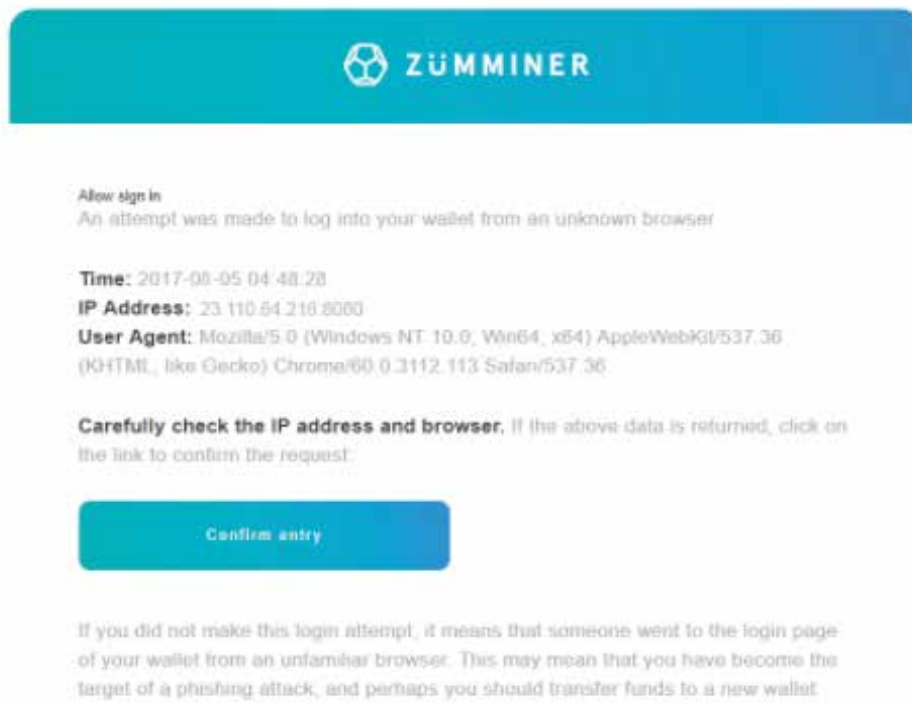 ZÜMMINER
Allow sign in
An attempt was made to log into your wallet from an unknown browser
Time: 2017-08-05 04:48:28
IP Address: 23.110.64.216:8080
User Agent: Mozilla/5.0 (Windows NT 10.0; Win64; x64) AppleWebKit/537.36
(KHTML, like Gecko) Chrome/60.0.3112.113 Safari/537.36
Carefully check the IP address and browser. If the above data is returned, click on
the link to confirm the request:
Confirm entry
If you did not make this login attempt, it means that someone went to the login page
of your wallet from an unfamiliar browser. This may mean that you have become the
target of a phishing attack, and perhaps you should transfer funds to a new wallet